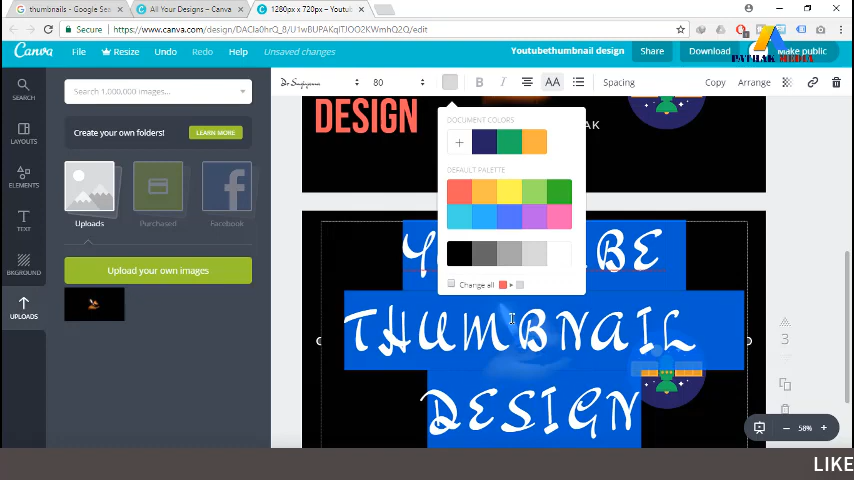 thumbnails - Google Sea
All Your Designs – Canva
1280px x 720px – Youtub
Secure
https://www.canva.com/design/
/edit
Canva
File
Resize
Undo
Redo
Help
Unsaved changes
Youtubethumbnail design
Share
Download
Make public
PATHAK MEDIA
80
B
I
AA
Spacing
Copy
Arrange
SEARCH
LAYOUTS
ELEMENTS
TEXT
BKGROUND
UPLOADS
Search 1,000,000 images...
Create your own folders!
LEARN MORE
Uploads
Purchased
Facebook
Upload your own images
DESIGN
AK
DOCUMENT COLORS
DEFAULT PALETTE
Change all
BE
THUMBNAIL
DESIGN
3
58%
LIKE